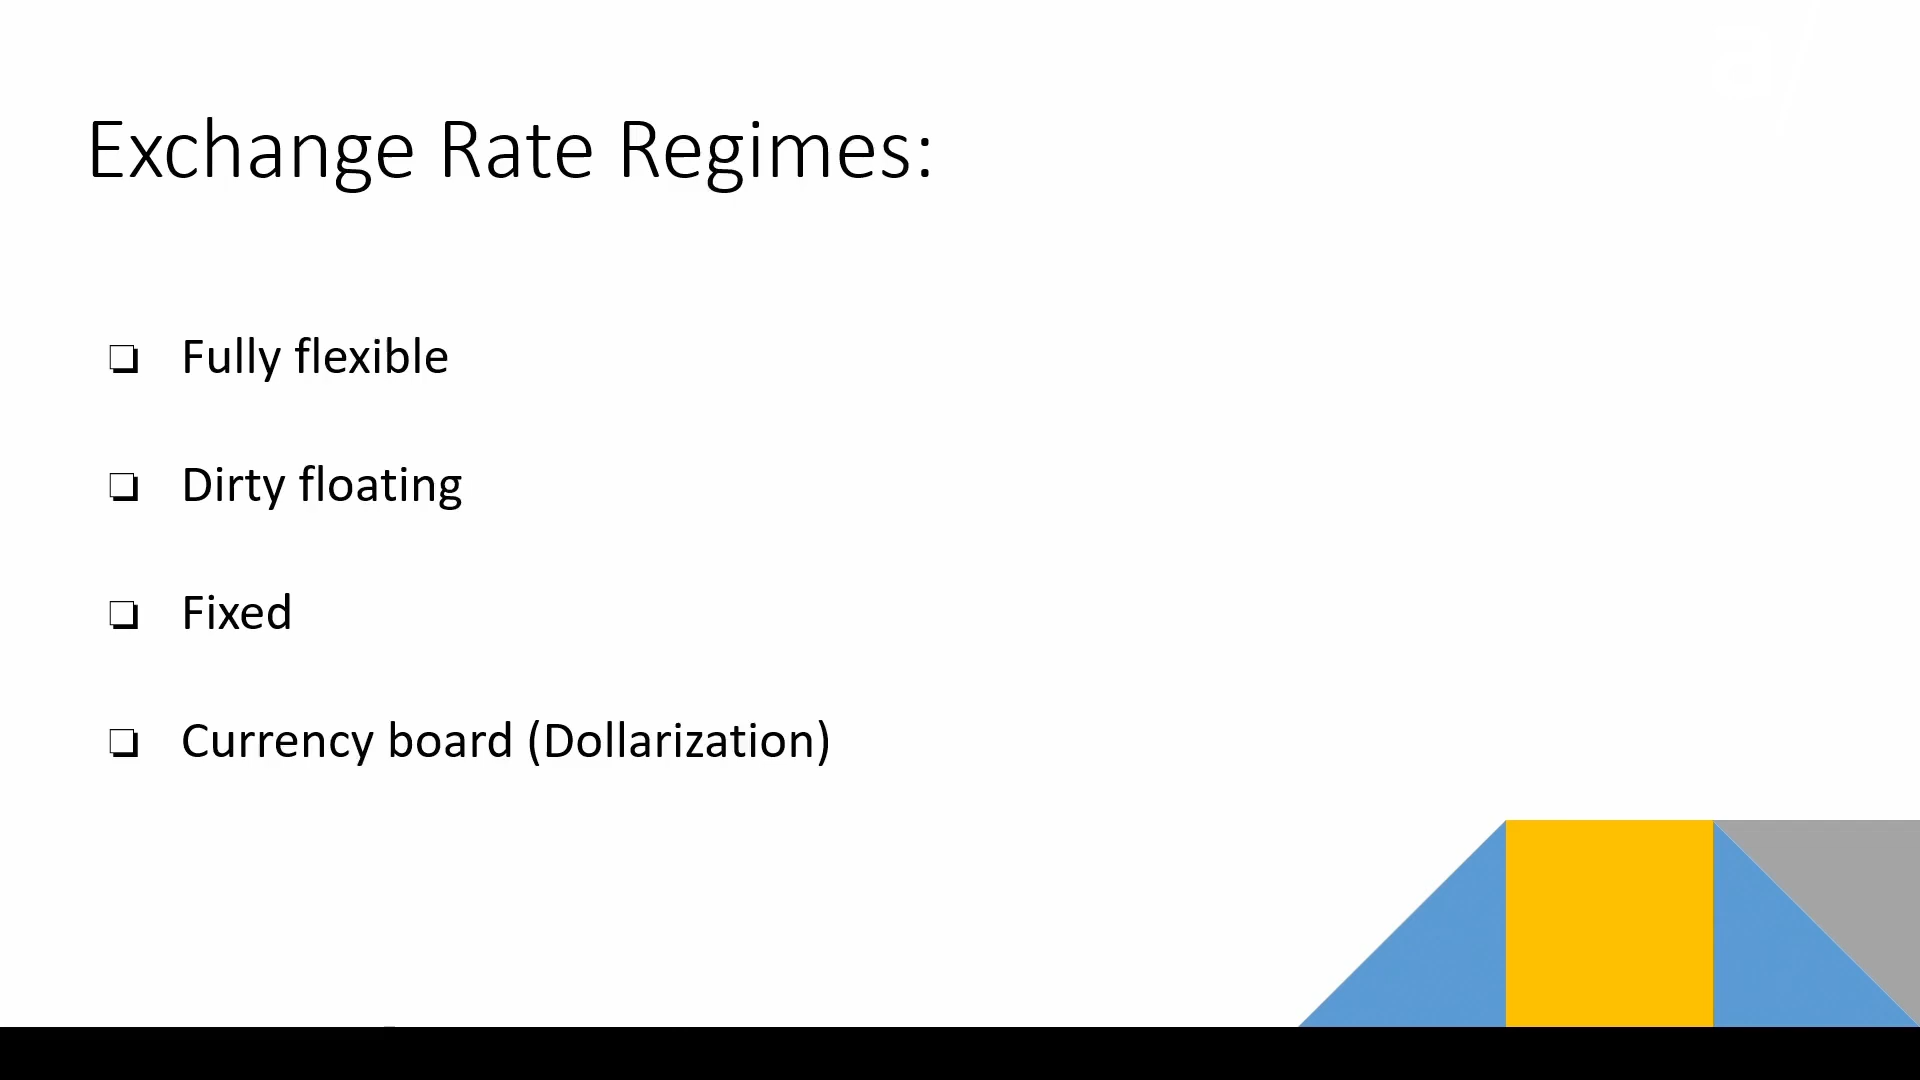 Exchange Rate Regimes:
Fully flexible
Dirty floating
Fixed
Currency board (Dollarization)